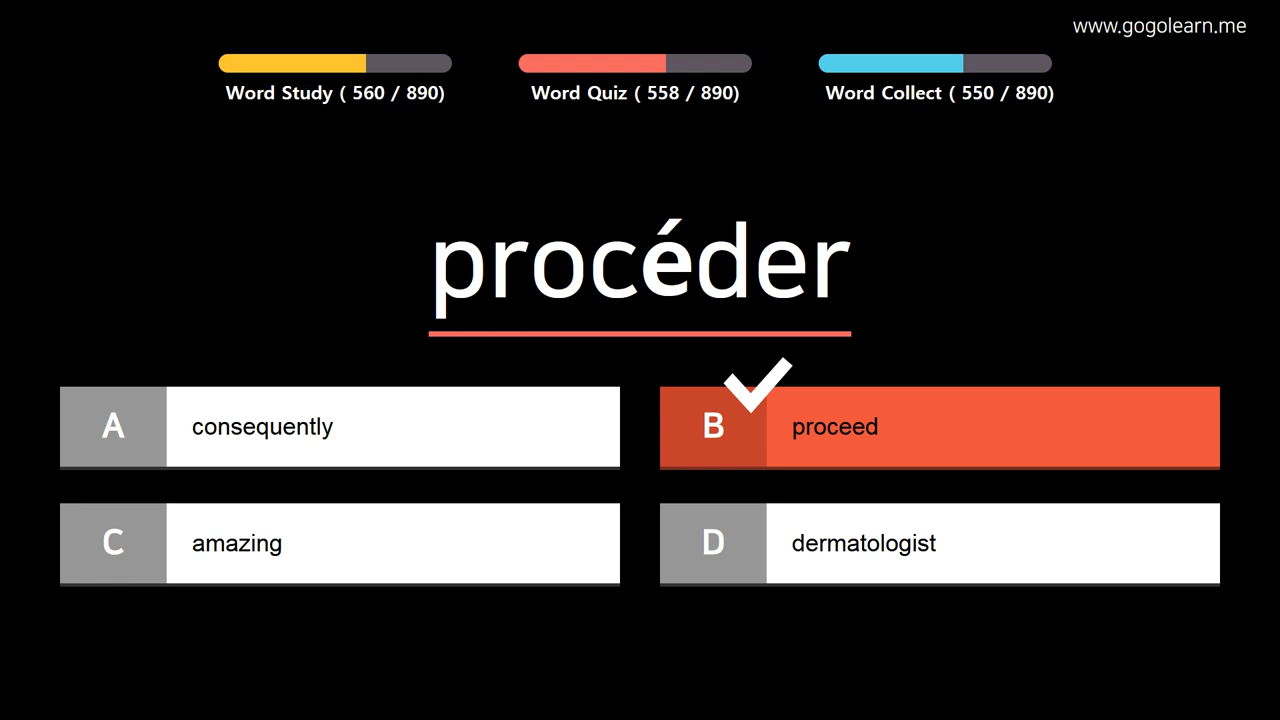 www.gogolearn.me
Word Study ( 560 / 890)
Word Quiz ( 558 / 890)
Word Collect ( 550 / 890)
procéder
A consequently
B proceed
C amazing
D dermatologist